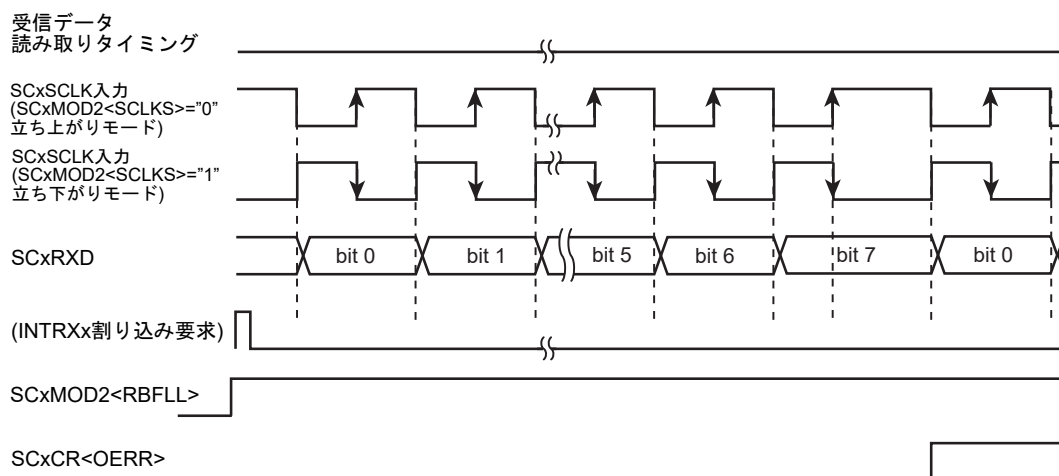 受信データ
読み取りタイミング
SCxSCLK入力
(SCxMOD2<SCLKS>="0"
立ち上がりモード)
SCxSCLK入力
(SCxMOD2<SCLKS>="1"
立ち下がりモード)
SCxRXD
bit 0
bit 1
bit 5
bit 6
bit 7
bit 0
(INTRXx割り込み要求)
SCxMOD2<RBFLL>
SCxCR<OERR>